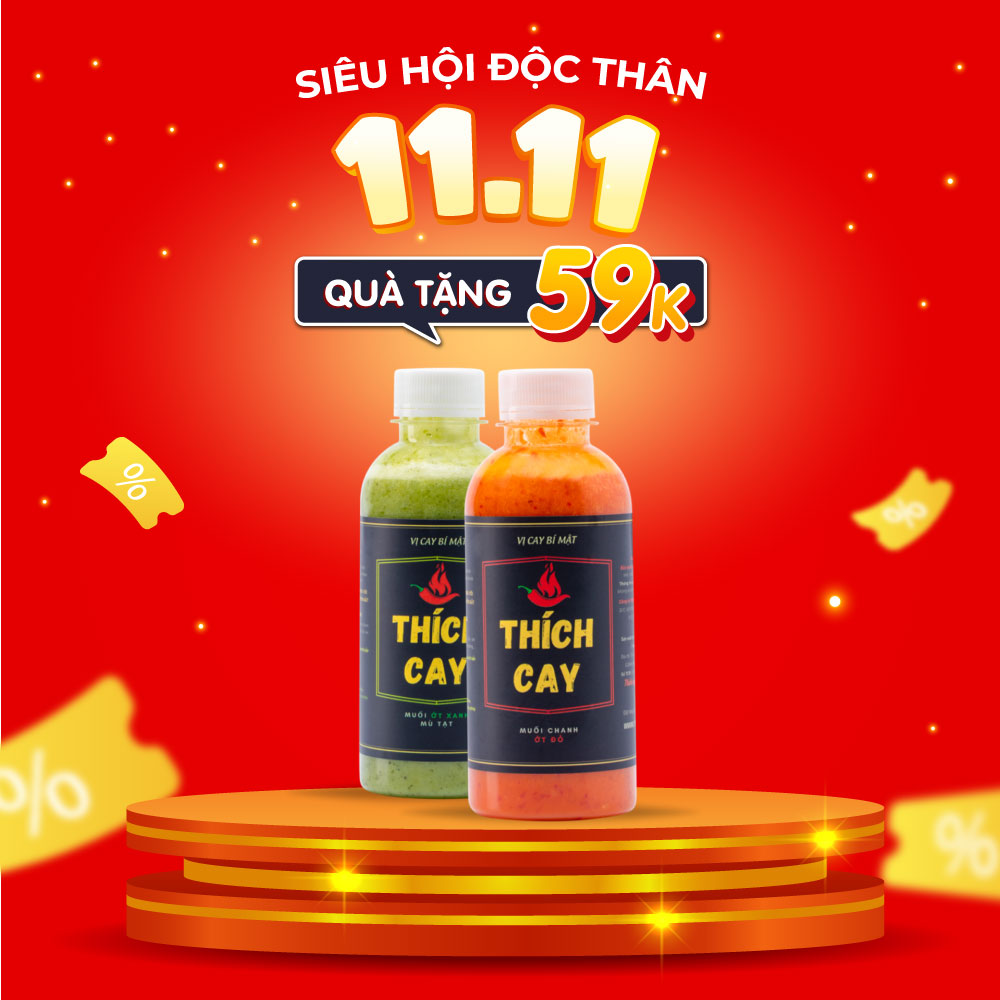 SIÊU HỘI ĐỘC THÂN
11.11
QUÀ TẶNG 59K
%
%
%
%
VỊ CAY BÍ MẬT
THÍCH
CAY
MUỐI ỚT XANH
MÙ TẠT
VỊ CAY BÍ MẬT
THÍCH
CAY
MUỐI CHANH
ỚT ĐỎ